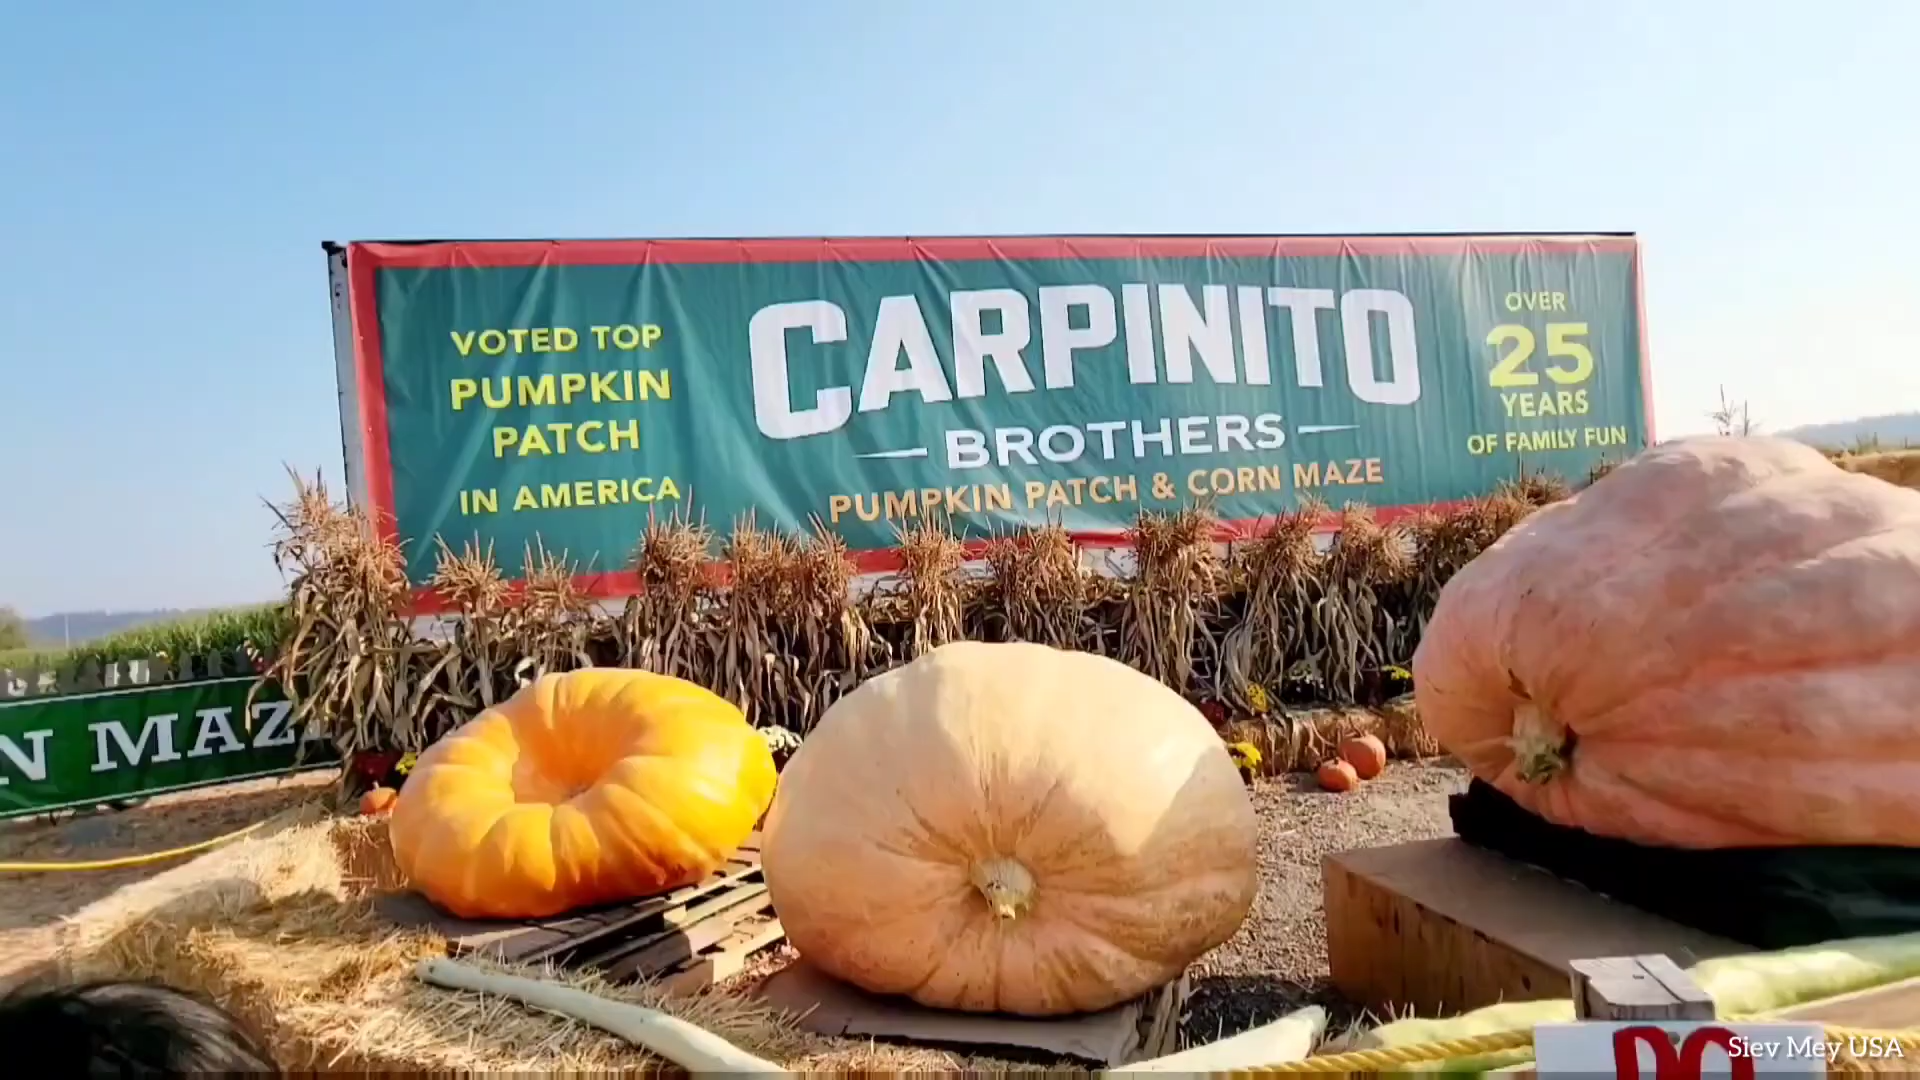 VOTED TOP
PUMPKIN
PATCH
IN AMERICA
CARPINITO
BROTHERS
PUMPKIN PATCH & CORN MAZE
OVER
25
YEARS
OF FAMILY FUN
N MAZ
DO
Siev Mey USA